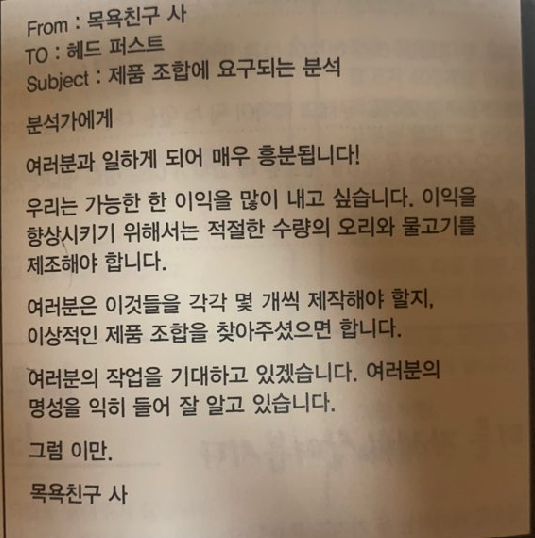 From : 목욕친구 사
TO : 헤드 퍼스트
Subject : 제품 조합에 요구되는 분석
분석가에게
여러분과 일하게 되어 매우 흥분됩니다!
우리는 가능한 한 이익을 많이 내고 싶습니다. 이익을
향상시키기 위해서는 적절한 수량의 오리와 물고기를
제조해야 합니다.
여러분은 이것들을 각각 몇 개씩 제작해야 할지,
이상적인 제품 조합을 찾아주셨으면 합니다.
여러분의 작업을 기대하고 있겠습니다. 여러분의
명성을 익히 들어 잘 알고 있습니다.
그럼 이만.
목욕친구 사